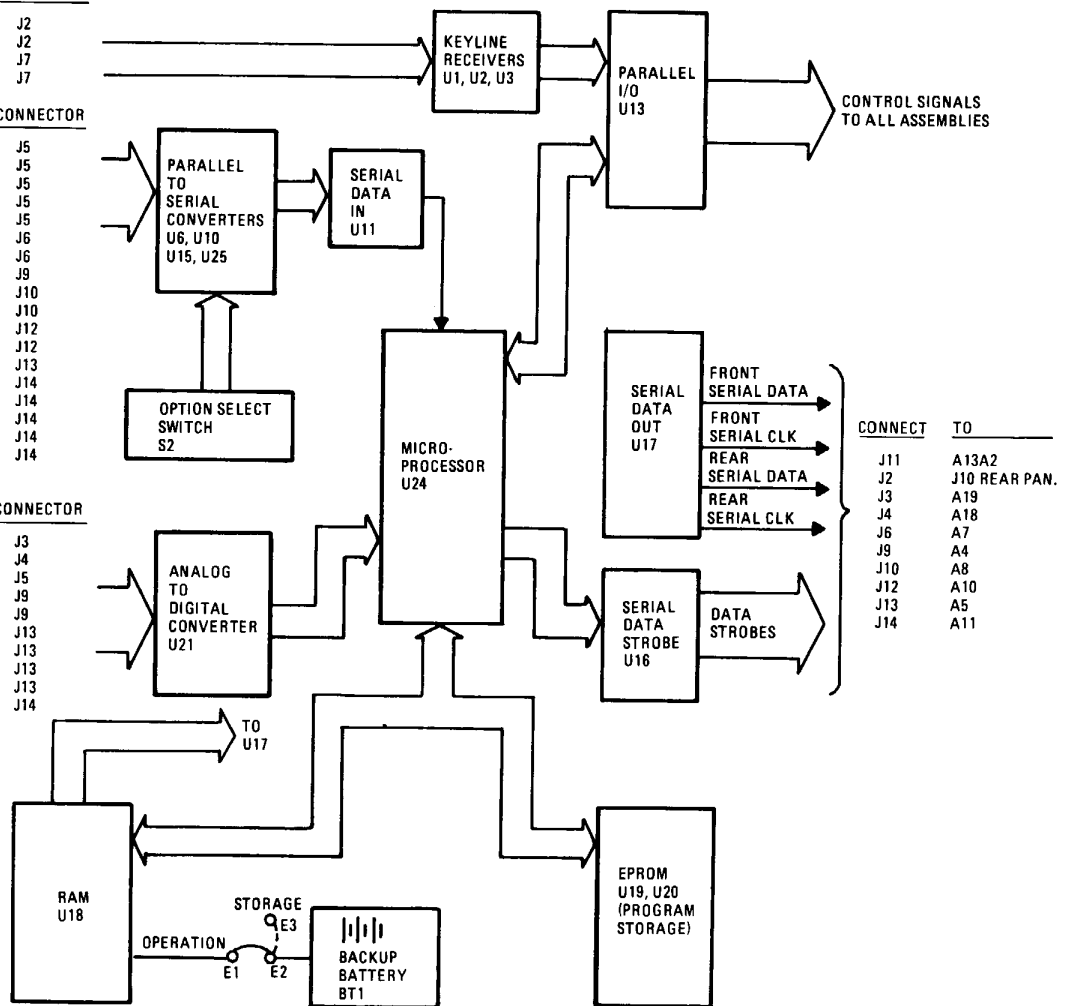 J2
J2
J7
J7
CONNECTOR
J5
J5
J5
J5
J5
J6
J6
J9
J10
J10
J12
J12
J13
J14
J14
J14
J14
J14
CONNECTOR
J3
J4
J5
J9
J9
J13
J13
J13
J13
J14
KEYLINE
RECEIVERS
U1, U2, U3
PARALLEL
I/O
U13
CONTROL SIGNALS
TO ALL ASSEMBLIES
PARALLEL
TO
SERIAL
CONVERTERS
U6, U10
U15, U25
SERIAL
DATA
IN
U11
OPTION SELECT
SWITCH
S2
MICRO-
PROCESSOR
U24
SERIAL
DATA
OUT
U17
FRONT
SERIAL DATA
FRONT
SERIAL CLK
REAR
SERIAL DATA
REAR
SERIAL CLK
CONNECT TO
J11 A13A2
J2 J10 REAR PAN.
J3 A19
J4 A18
J6 A7
J9 A4
J10 A8
J12 A10
J13 A5
J14 A11
ANALOG
TO
DIGITAL
CONVERTER
U21
SERIAL
DATA
STROBE
U16
DATA
STROBES
TO
U17
RAM
U18
STORAGE
E3
OPERATION
E1 E2
BACKUP
BATTERY
BT1
EPROM
U19, U20
(PROGRAM
STORAGE)